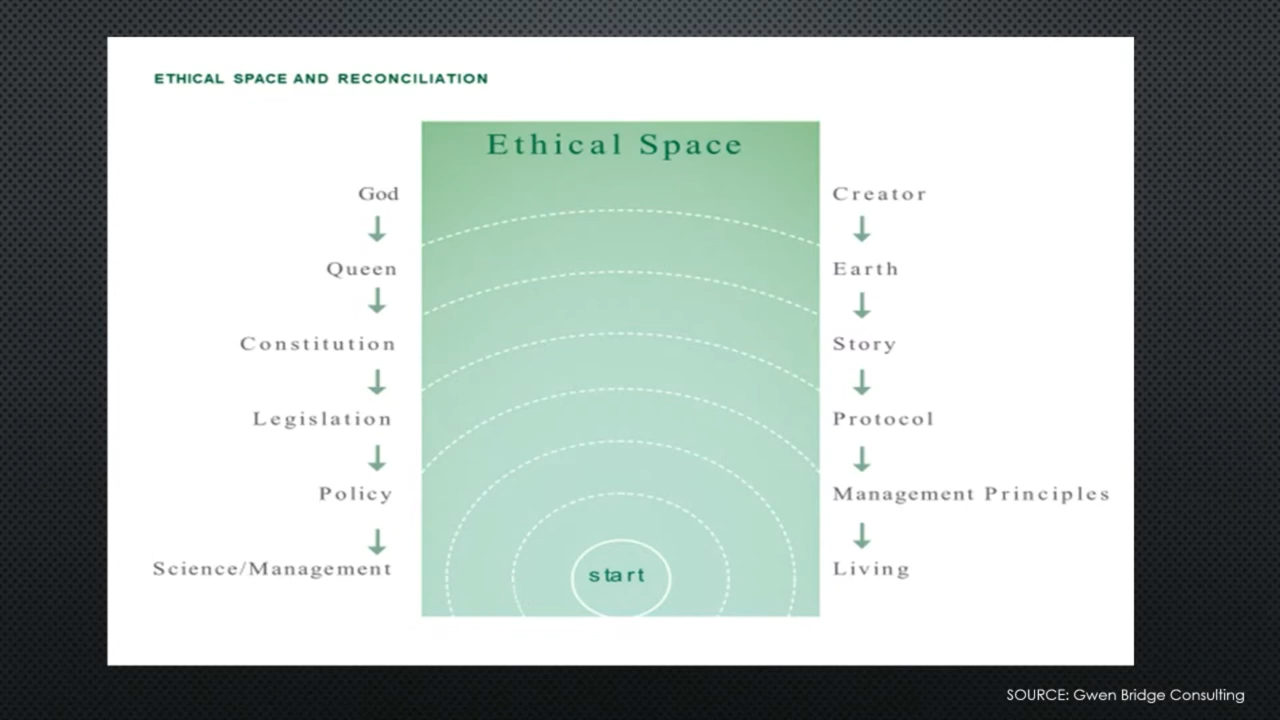 ETHICAL SPACE AND RECONCILIATION
Ethical Space
God
Queen
Constitution
Legislation
Policy
Science/Management
start
Creator
Earth
Story
Protocol
Management Principles
Living
SOURCE: Gwen Bridge Consulting